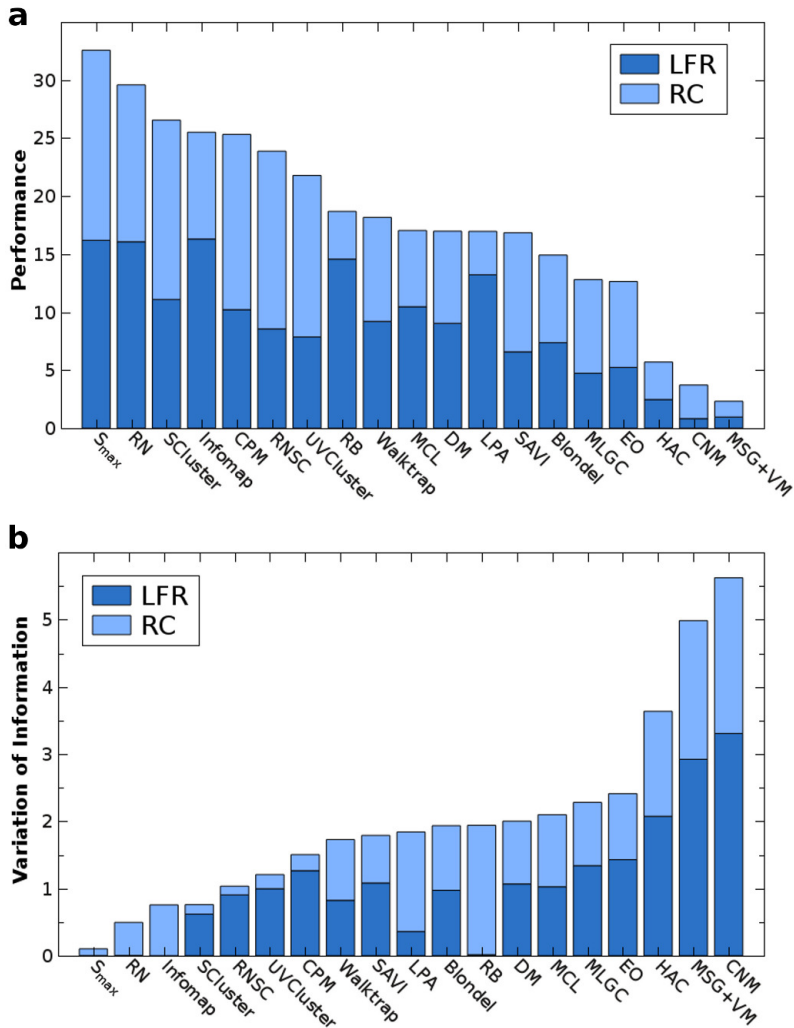 a
30
25
20
15
10
5
0
Performance
LFR
RC
Smax
RN
SCluster
Infomap
CPM
RNSC
UVCluster
RB
Walktrap
MCL
DM
LPA
SAVI
Blondel
MLGC
EO
HAC
CNM
MSG+VM
b
5
4
3
2
1
0
Variation of Information
LFR
RC
Smax
RN
Infomap
SCluster
RNSC
UVCluster
CPM
Walktrap
SAVI
LPA
Blondel
RB
DM
MCL
MLGC
EO
HAC
MSG+VM
CNM